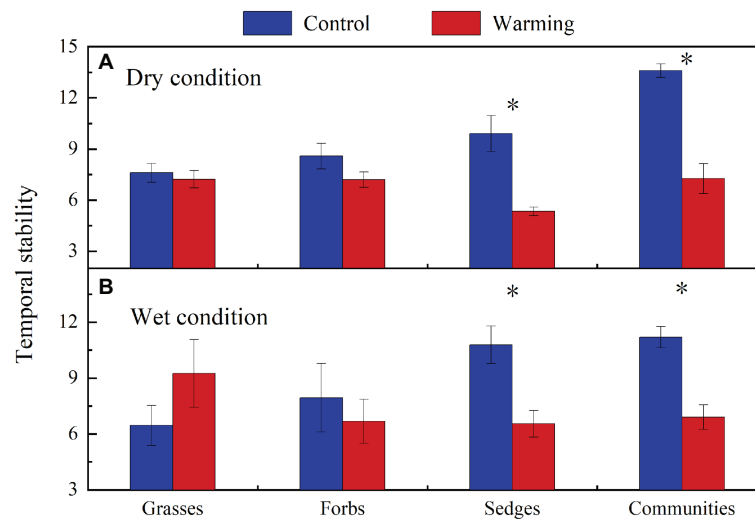 Control Warming
A Dry condition
* *
15
12
9
6
3
Temporal stability
B Wet condition
* *
12
9
6
3
Grasses Forbs Sedges Communities